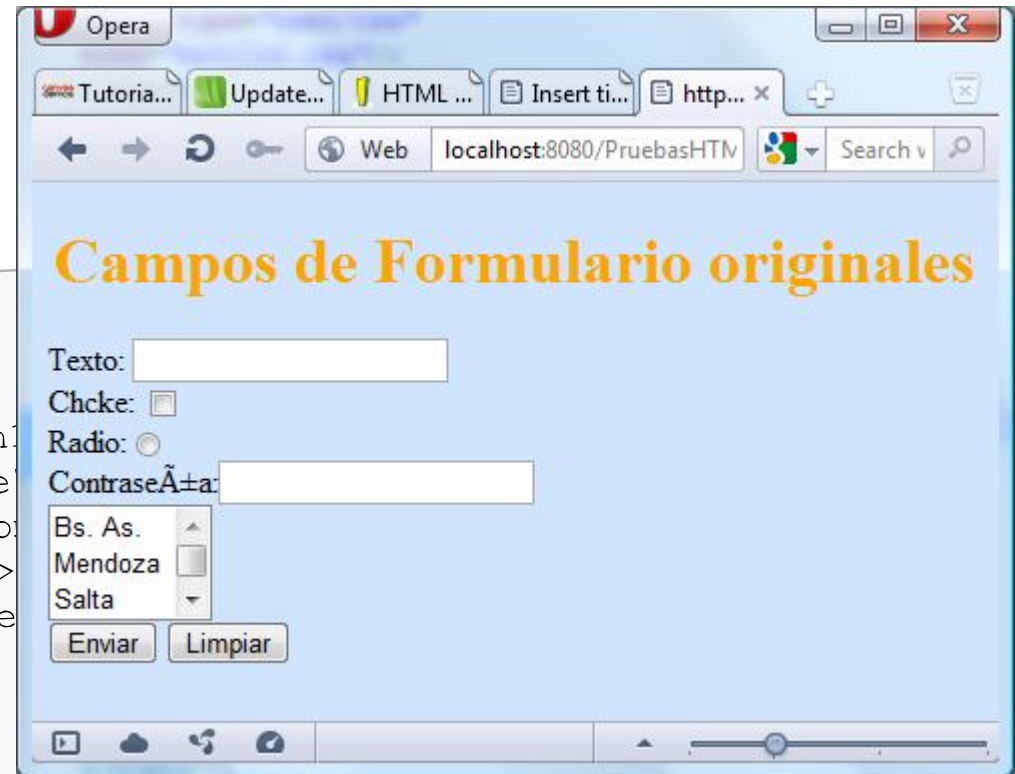 Opera
Tutoria... Update... HTML ... Insert ti... http...
Web localhost:8080/PruebasHTM Search
Campos de Formulario originales
Texto:
Chcke:
Radio:
ContraseÃ±a:
Bs. As.
Mendoza
Salta
Enviar Limpiar